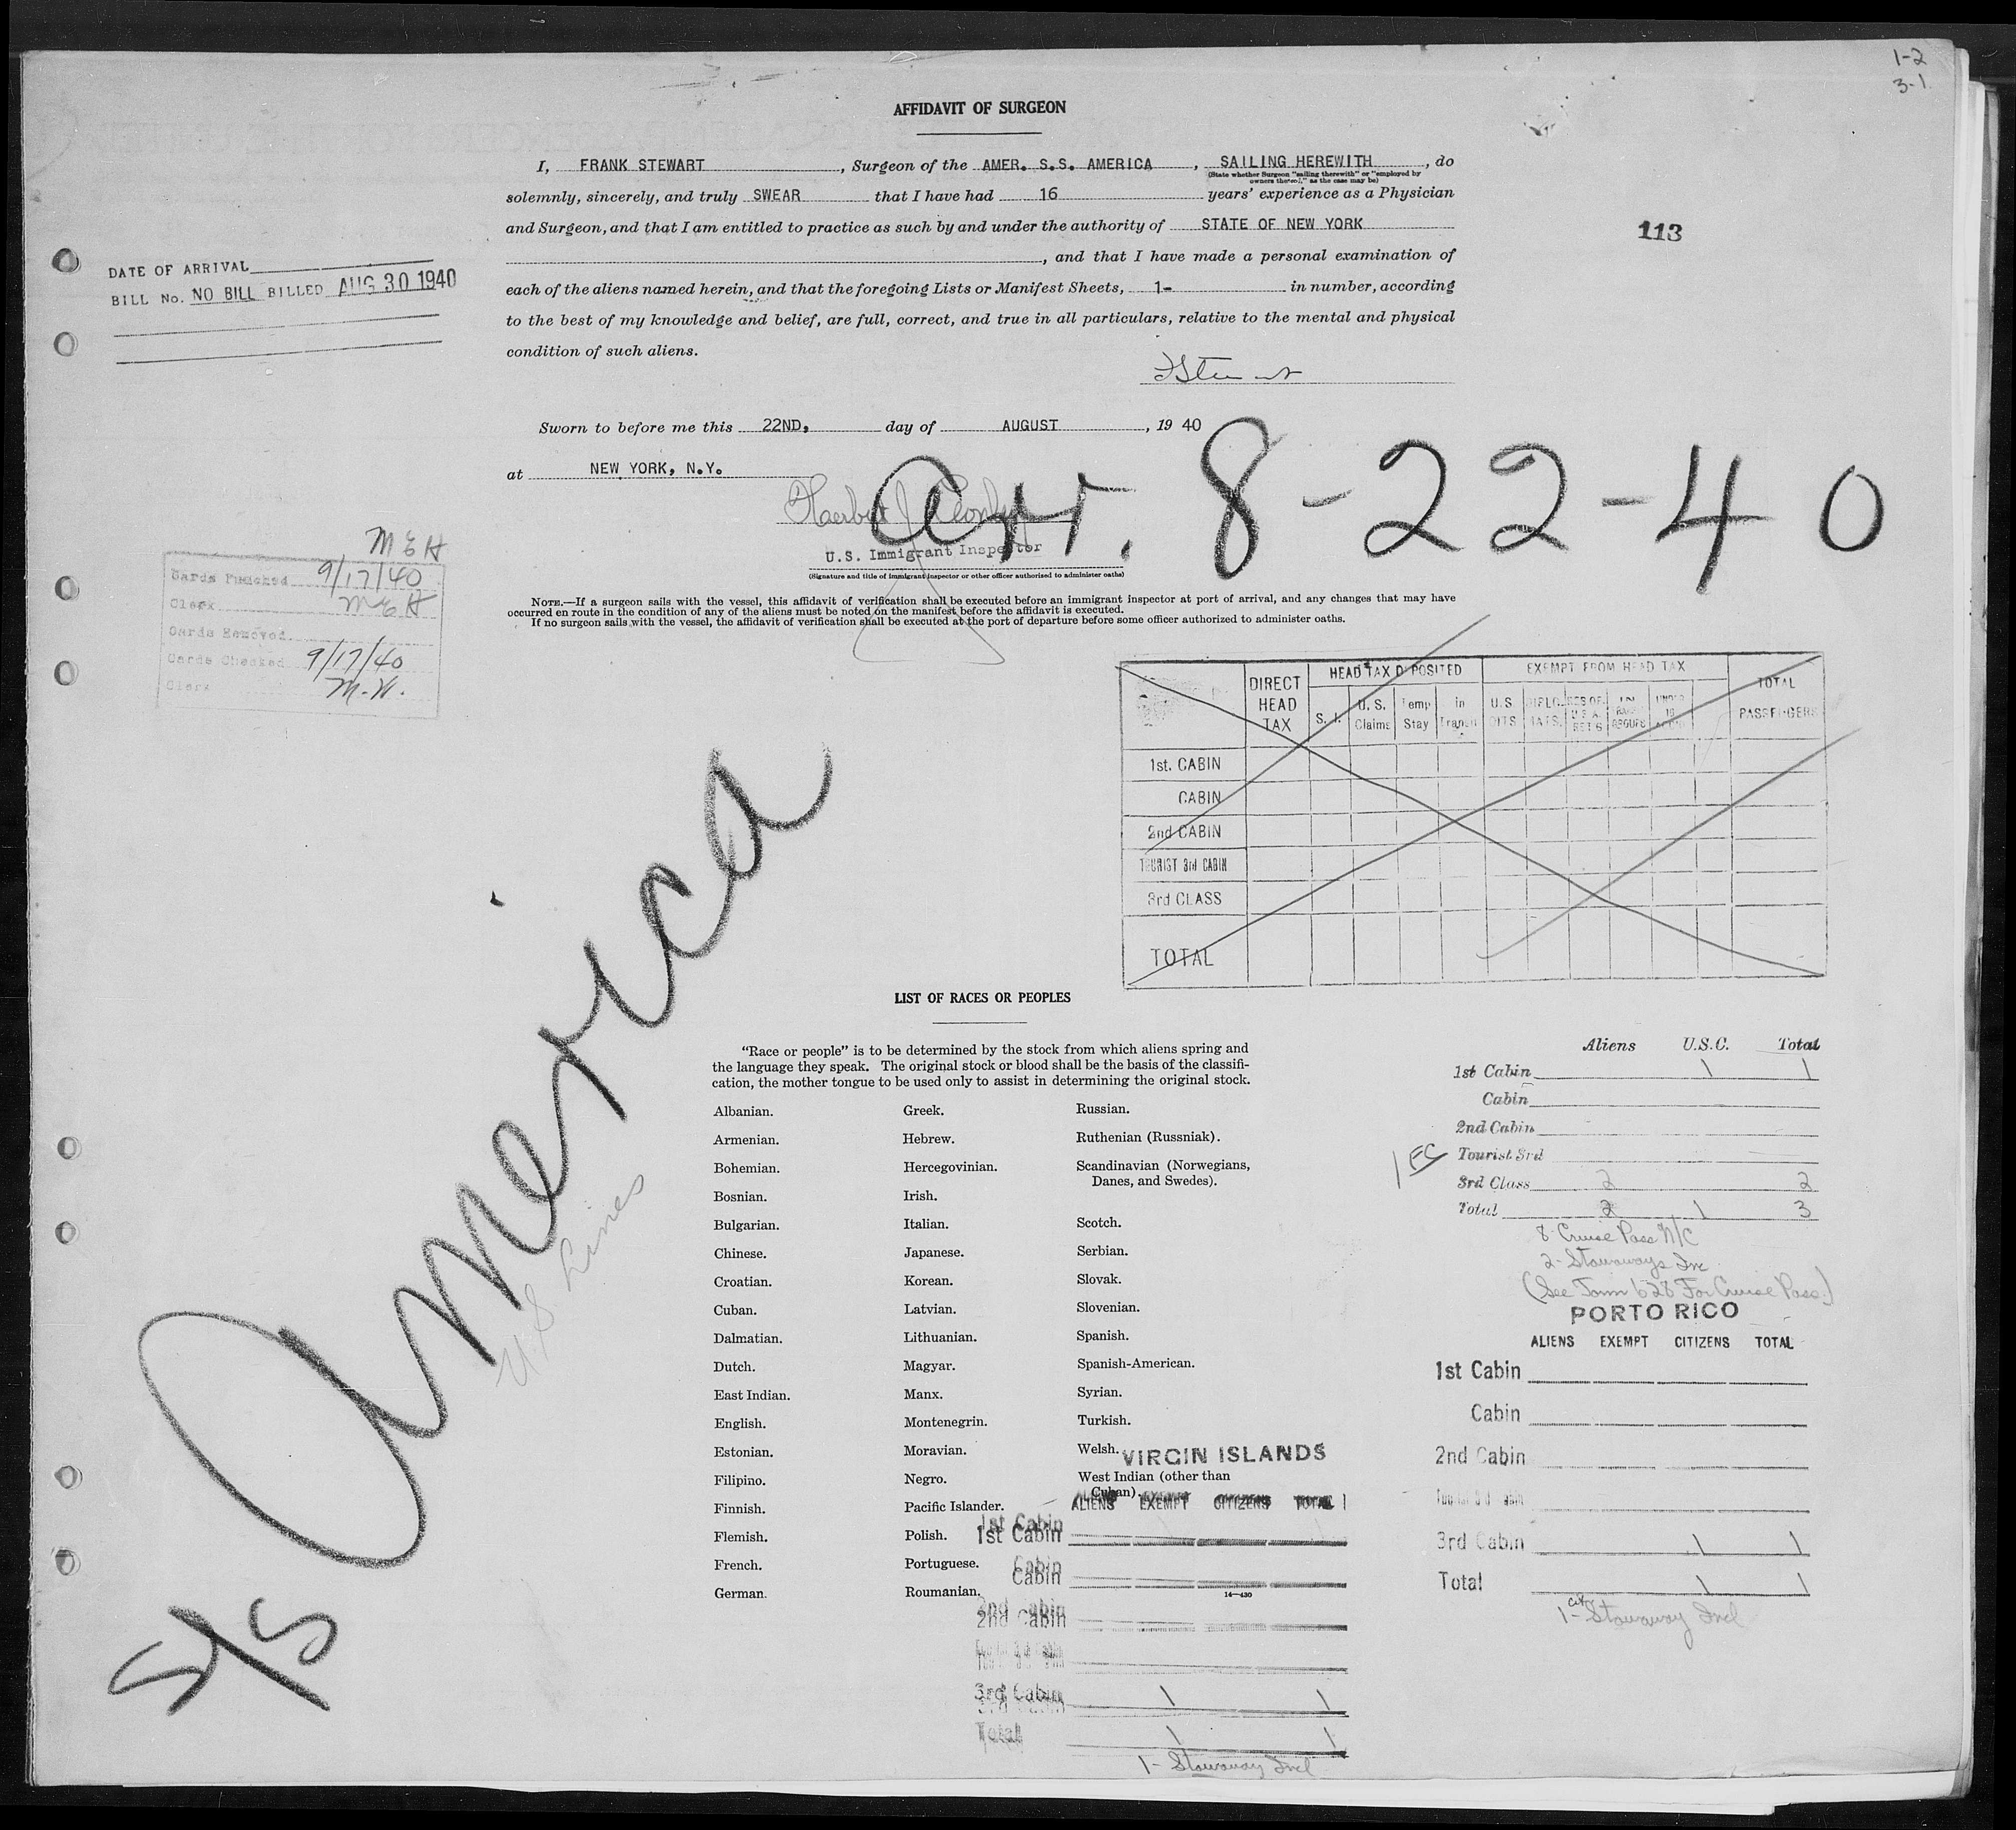 1-2
3-1
AFFIDAVIT OF SURGEON
I, FRANK STEWART, Surgeon of the AMER. S.S. AMERICA, SAILING HEREWITH, do
(State whether Surgeon "sailing therewith" or "employed by
owners thereof," as the case may be)
solemnly, sincerely, and truly SWEAR that I have had 16 years' experience as a Physician
and Surgeon, and that I am entitled to practice as such by and under the authority of STATE OF NEW YORK
, and that I have made a personal examination of
each of the aliens named herein, and that the foregoing Lists or Manifest Sheets, 1- in number, according
to the best of my knowledge and belief, are full, correct, and true in all particulars, relative to the mental and physical
condition of such aliens.
FStewart
113
DATE OF ARRIVAL
BILL No. NO BILL BILLED AUG 30 1940
Sworn to before me this 22ND, day of AUGUST, 19 40
at NEW YORK, N.Y.
Arr. 8-22-40
Herbert J
U.S. Immigrant Inspector
(Signature and title of immigrant inspector or other officer authorized to administer oaths)
NOTE.—If a surgeon sails with the vessel, this affidavit of verification shall be executed before an immigrant inspector at port of arrival, and any changes that may have
occurred en route in the condition of any of the aliens must be noted on the manifest before the affidavit is executed.
If no surgeon sails with the vessel, the affidavit of verification shall be executed at the port of departure before some officer authorized to administer oaths.
MEH
Cards Punched 9/17/40
Clerk MEH
Cards Removed
Cards Checked 9/17/40
Clerk M.W.
DIRECT HEAD TAX
HEAD TAX DEPOSITED
EXEMPT FROM HEAD TAX
TOTAL PASSENGERS
S. I.
U. S. Claims
Temp Stay
in Transit
U.S. CITS
1st. CABIN
CABIN
2nd CABIN
TOURIST 3rd CABIN
3rd CLASS
TOTAL
S/S America
U S Lines
LIST OF RACES OR PEOPLES
"Race or people" is to be determined by the stock from which aliens spring and
the language they speak. The original stock or blood shall be the basis of the classifi-
cation, the mother tongue to be used only to assist in determining the original stock.
Albanian.
Armenian.
Bohemian.
Bosnian.
Bulgarian.
Chinese.
Croatian.
Cuban.
Dalmatian.
Dutch.
East Indian.
English.
Estonian.
Filipino.
Finnish.
Flemish.
French.
German.
Greek.
Hebrew.
Hercegovinian.
Irish.
Italian.
Japanese.
Korean.
Latvian.
Lithuanian.
Magyar.
Manx.
Montenegrin.
Moravian.
Negro.
Pacific Islander.
Polish.
Portuguese.
Roumanian.
Russian.
Ruthenian (Russniak).
Scandinavian (Norwegians,
Danes, and Swedes).
Scotch.
Serbian.
Slovak.
Slovenian.
Spanish.
Spanish-American.
Syrian.
Turkish.
Welsh.
West Indian (other than
Cuban).
14—430
VIRGIN ISLANDS
ALIENS EXEMPT CITIZENS TOTAL
1st Cabin
Cabin
2nd Cabin
3rd Cabin 1 1
Total 1 1
1- Stowaway Incl
Aliens U.S.C. Total
1st Cabin 1 1
Cabin
2nd Cabin
Tourist 3rd
1 FC
3rd Class 2 2
Total 2 1 3
8 Cruise Pass N/C
2- Stowaways Inc
(See Form 628 For Cruise Pass.)
PORTO RICO
ALIENS EXEMPT CITIZENS TOTAL
1st Cabin
Cabin
2nd Cabin
3rd Cabin 1 1
Total 1 1
1- cit Stowaway Incl